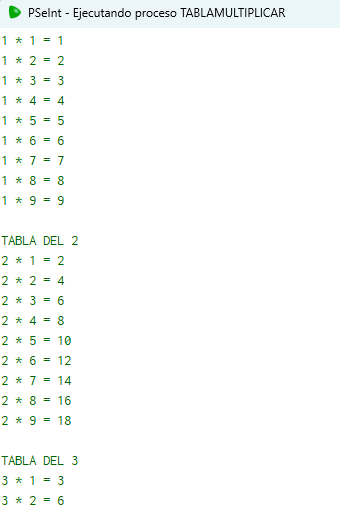 PSeInt - Ejecutando proceso TABLAMULTIPLICAR
1 * 1 = 1
1 * 2 = 2
1 * 3 = 3
1 * 4 = 4
1 * 5 = 5
1 * 6 = 6
1 * 7 = 7
1 * 8 = 8
1 * 9 = 9
TABLA DEL 2
2 * 1 = 2
2 * 2 = 4
2 * 3 = 6
2 * 4 = 8
2 * 5 = 10
2 * 6 = 12
2 * 7 = 14
2 * 8 = 16
2 * 9 = 18
TABLA DEL 3
3 * 1 = 3
3 * 2 = 6